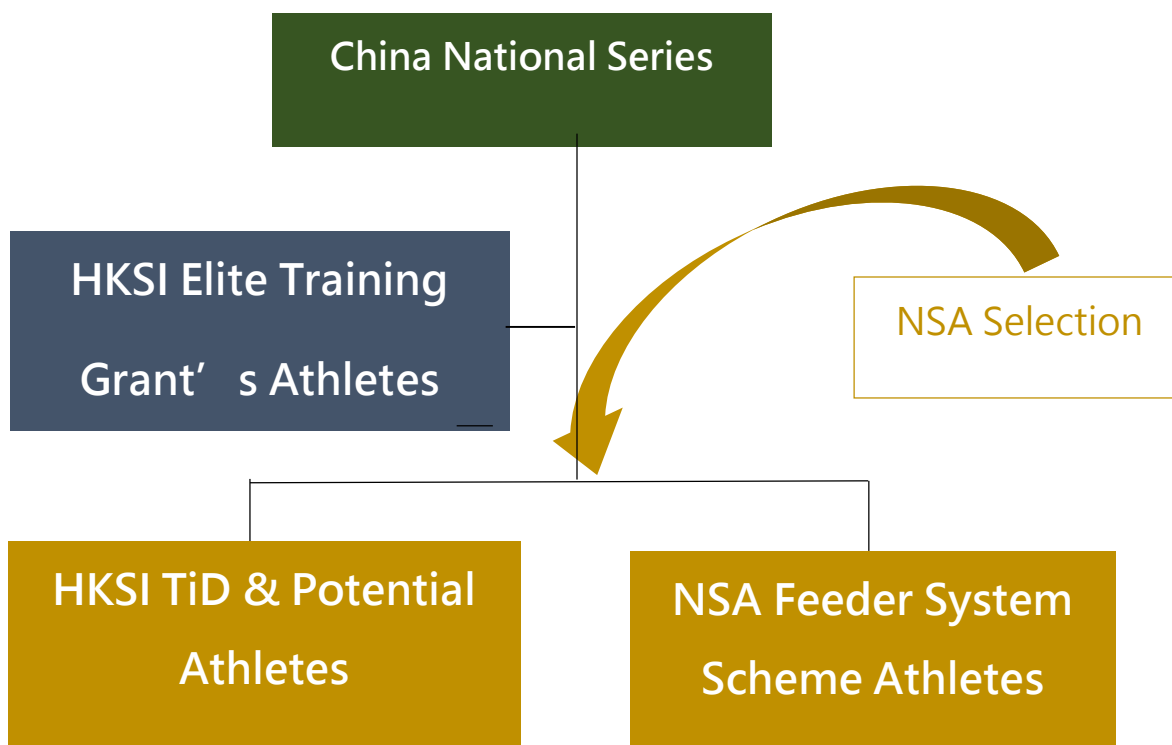 China National Series
HKSI Elite Training
Grant’ s Athletes
NSA Selection
HKSI TiD & Potential
Athletes
NSA Feeder System
Scheme Athletes